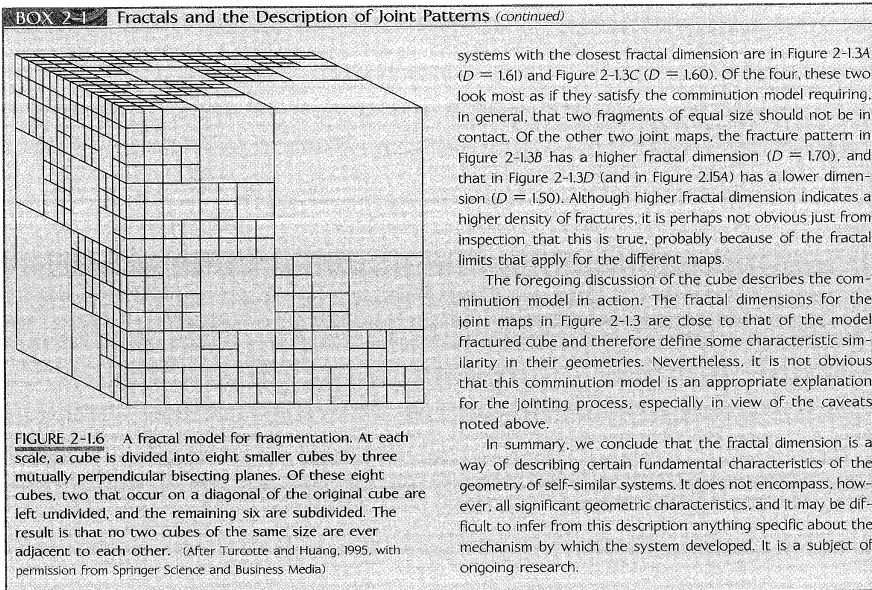 BOX 2-1 Fractals and the Description of Joint Patterns (continued)
FIGURE 2-1.6 A fractal model for fragmentation. At each
scale, a cube is divided into eight smaller cubes by three
mutually perpendicular bisecting planes. Of these eight
cubes, two that occur on a diagonal of the original cube are
left undivided, and the remaining six are subdivided. The
result is that no two cubes of the same size are ever
adjacent to each other. (After Turcotte and Huang, 1995, with
permission from Springer Science and Business Media)
systems with the closest fractal dimension are in Figure 2-1.3A
(D = 1.61) and Figure 2-1.3C (D = 1.60). Of the four, these two
look most as if they satisfy the comminution model requiring,
in general, that two fragments of equal size should not be in
contact. Of the other two joint maps, the fracture pattern in
Figure 2-1.3B has a higher fractal dimension (D = 1.70), and
that in Figure 2-1.3D (and in Figure 2.15A) has a lower dimen-
sion (D = 1.50). Although higher fractal dimension indicates a
higher density of fractures, it is perhaps not obvious just from
inspection that this is true, probably because of the fractal
limits that apply for the different maps.
The foregoing discussion of the cube describes the com-
minution model in action. The fractal dimensions for the
joint maps in Figure 2-1.3 are close to that of the model
fractured cube and therefore define some characteristic sim-
ilarity in their geometries. Nevertheless, it is not obvious
that this comminution model is an appropriate explanation
for the jointing process, especially in view of the caveats
noted above.
In summary, we conclude that the fractal dimension is a
way of describing certain fundamental characteristics of the
geometry of self-similar systems. It does not encompass, how-
ever, all significant geometric characteristics, and it may be dif-
ficult to infer from this description anything specific about the
mechanism by which the system developed. It is a subject of
ongoing research.